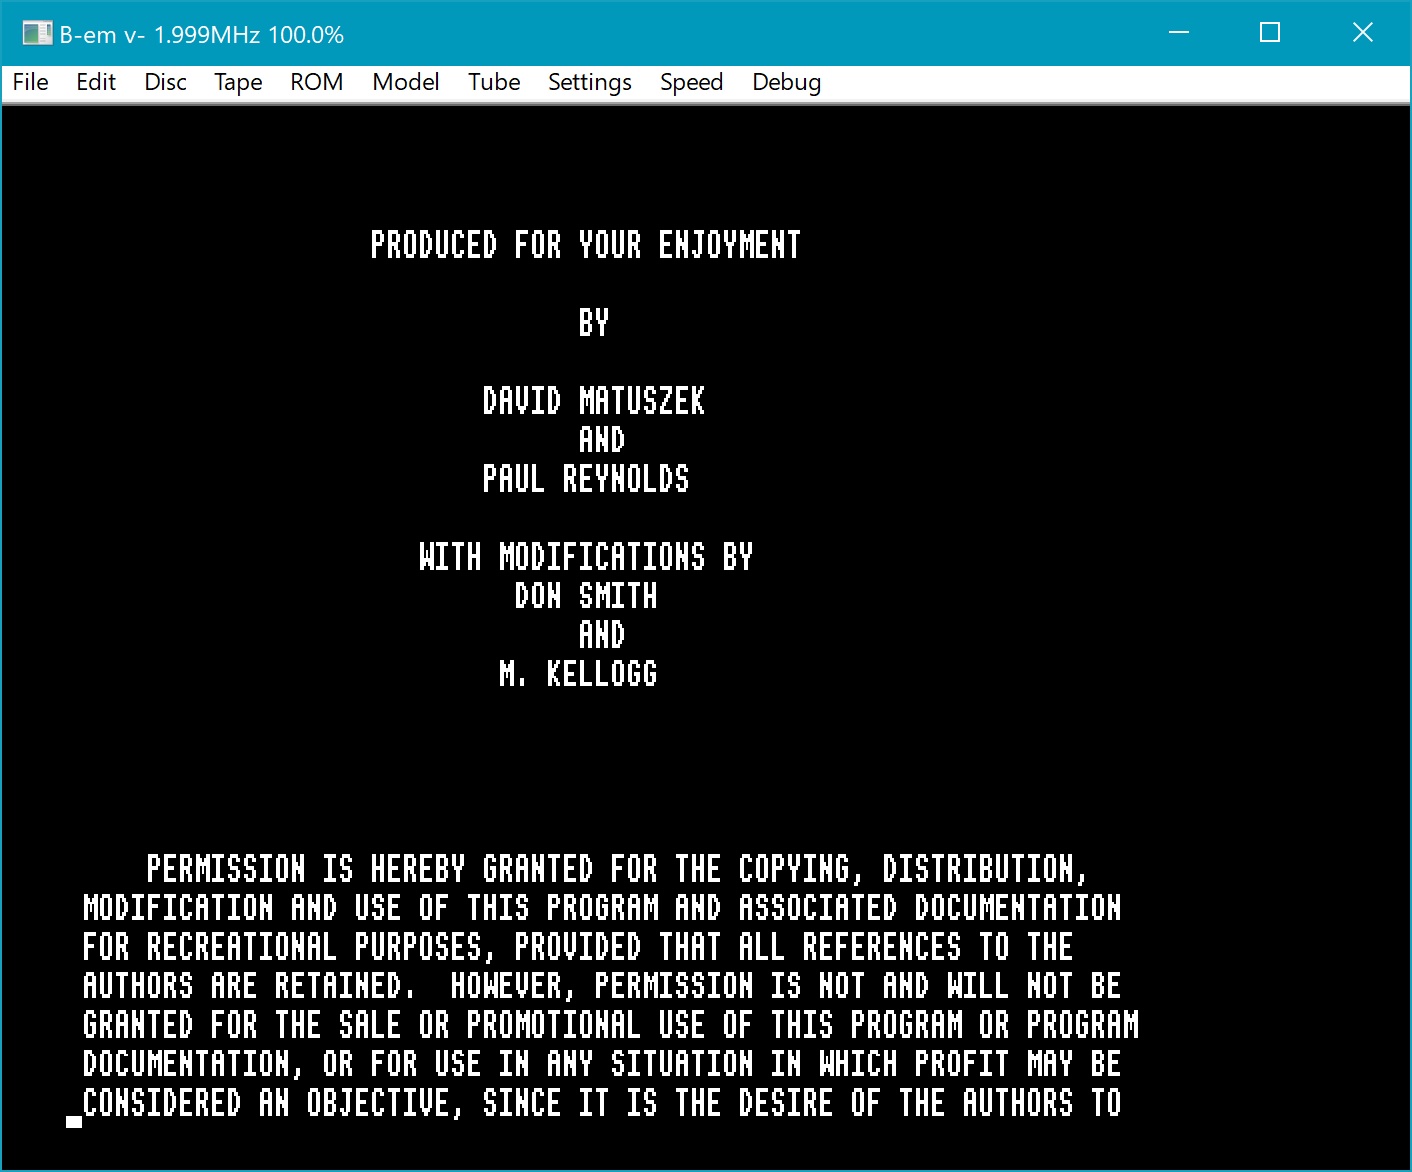 B-em v- 1.999MHz 100.0%
File Edit Disc Tape ROM Model Tube Settings Speed Debug
PRODUCED FOR YOUR ENJOYMENT
BY
DAVID MATUSZEK
AND
PAUL REYNOLDS
WITH MODIFICATIONS BY
DON SMITH
AND
M. KELLOGG
PERMISSION IS HEREBY GRANTED FOR THE COPYING, DISTRIBUTION,
MODIFICATION AND USE OF THIS PROGRAM AND ASSOCIATED DOCUMENTATION
FOR RECREATIONAL PURPOSES, PROVIDED THAT ALL REFERENCES TO THE
AUTHORS ARE RETAINED.  HOWEVER, PERMISSION IS NOT AND WILL NOT BE
GRANTED FOR THE SALE OR PROMOTIONAL USE OF THIS PROGRAM OR PROGRAM
DOCUMENTATION, OR FOR USE IN ANY SITUATION IN WHICH PROFIT MAY BE
CONSIDERED AN OBJECTIVE, SINCE IT IS THE DESIRE OF THE AUTHORS TO